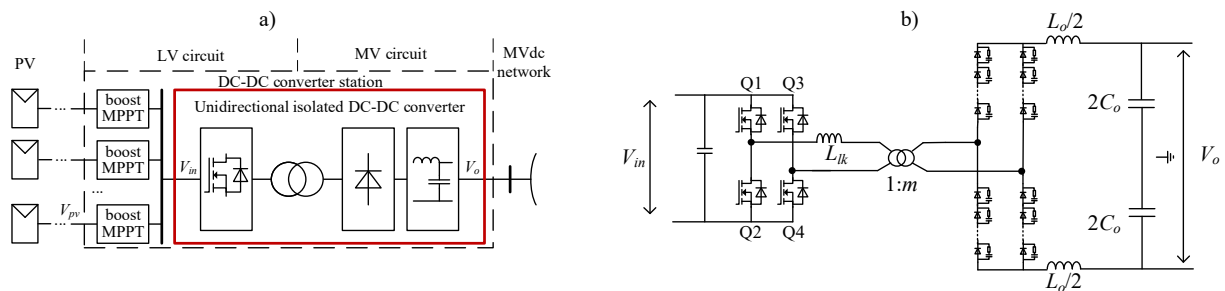 a)
LV circuit
MV circuit
MVdc
network
PV
DC-DC converter station
Unidirectional isolated DC-DC converter
boost
MPPT
boost
MPPT
boost
MPPT
...
...
...
...
V_pv
V_in
V_o
b)
L_o/2
Q1
Q3
V_in
L_lk
1:m
Q2
Q4
2C_o
V_o
2C_o
L_o/2